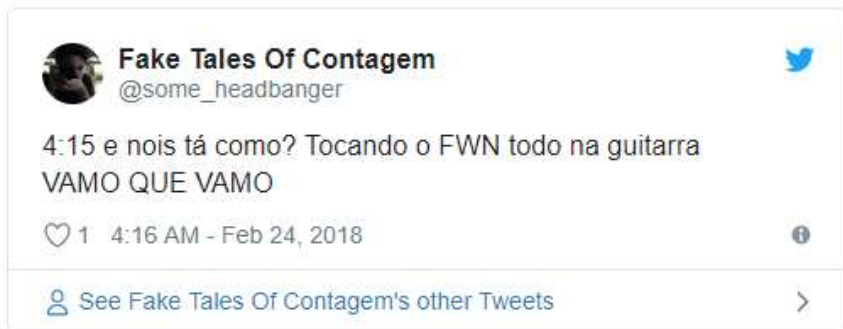 Fake Tales Of Contagem
@some_headbanger
4:15 e nois tá como? Tocando o FWN todo na guitarra
VAMO QUE VAMO
1 4:16 AM - Feb 24, 2018
See Fake Tales Of Contagem's other Tweets